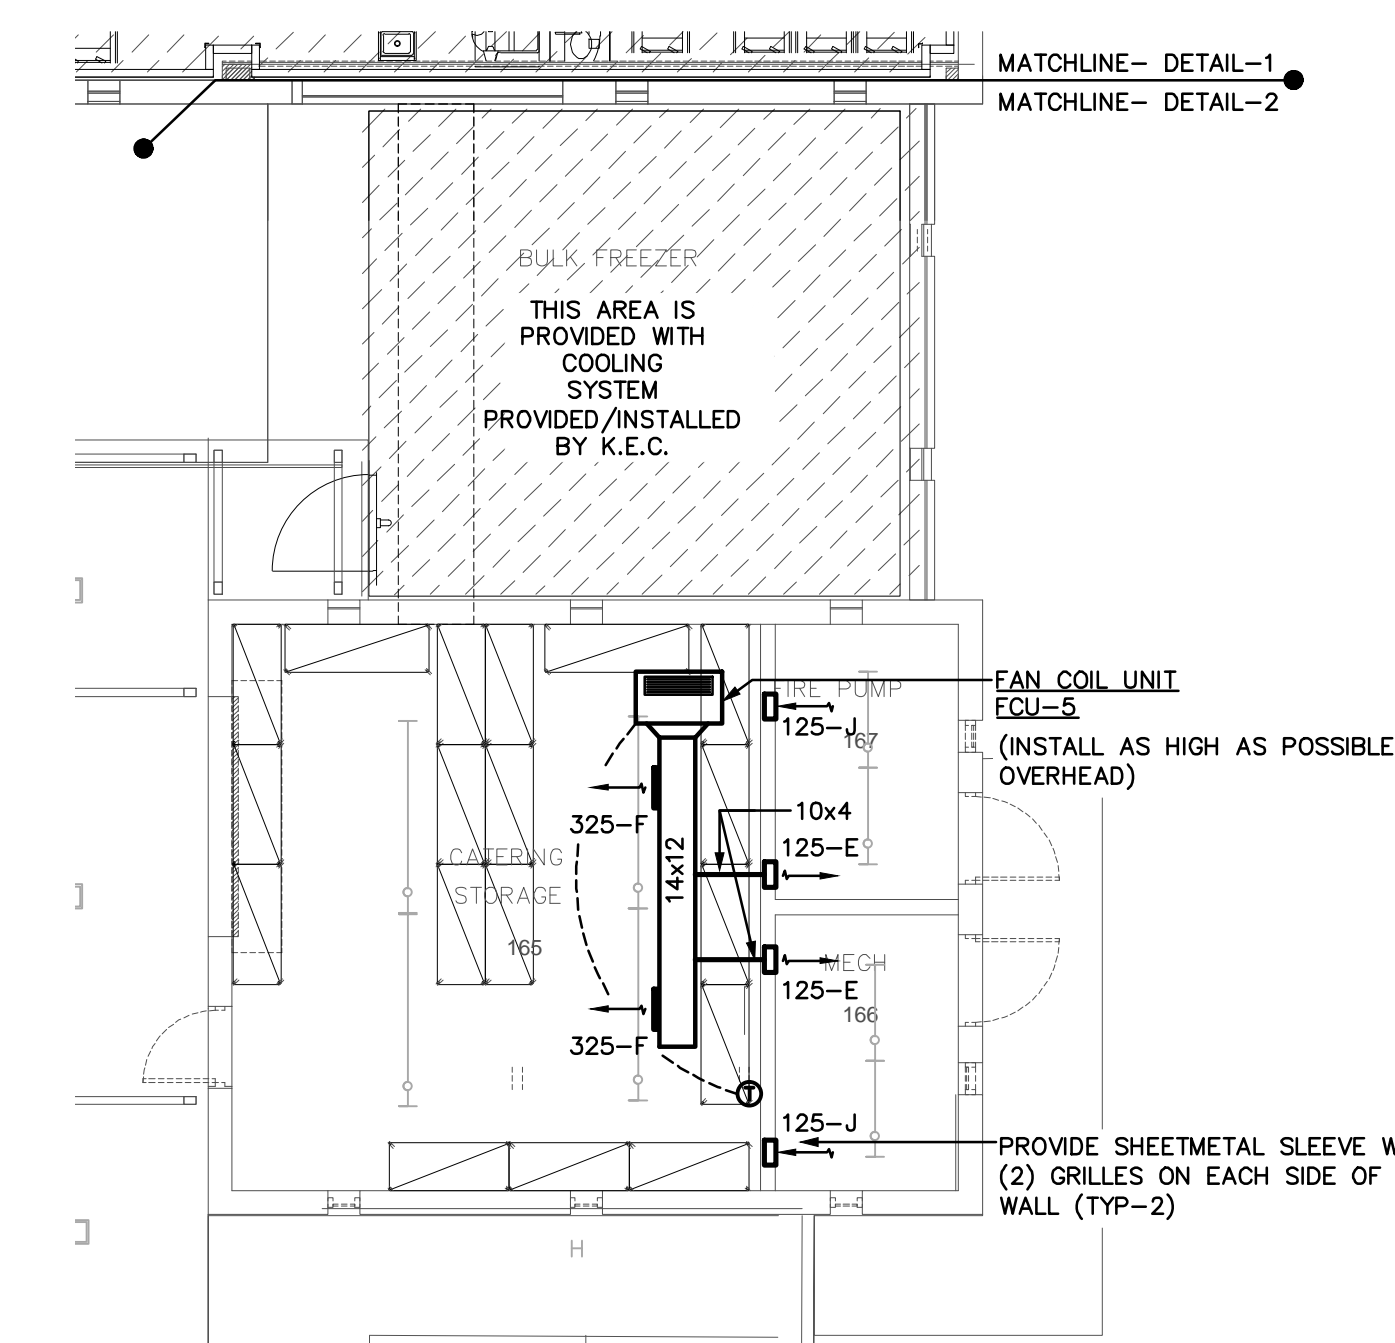 MATCHLINE- DETAIL-1
MATCHLINE- DETAIL-2
BULK FREEZER
THIS AREA IS
PROVIDED WITH
COOLING
SYSTEM
PROVIDED/INSTALLED
BY K.E.C.
FAN COIL UNIT
FCU-5
(INSTALL AS HIGH AS POSSIBLE
OVERHEAD)
FIRE PUMP
167
125-J
10x4
325-F
125-E
14x12
CATERING
STORAGE
165
MECH
166
125-E
325-F
T
125-J
PROVIDE SHEETMETAL SLEEVE W
(2) GRILLES ON EACH SIDE OF
WALL (TYP-2)
H